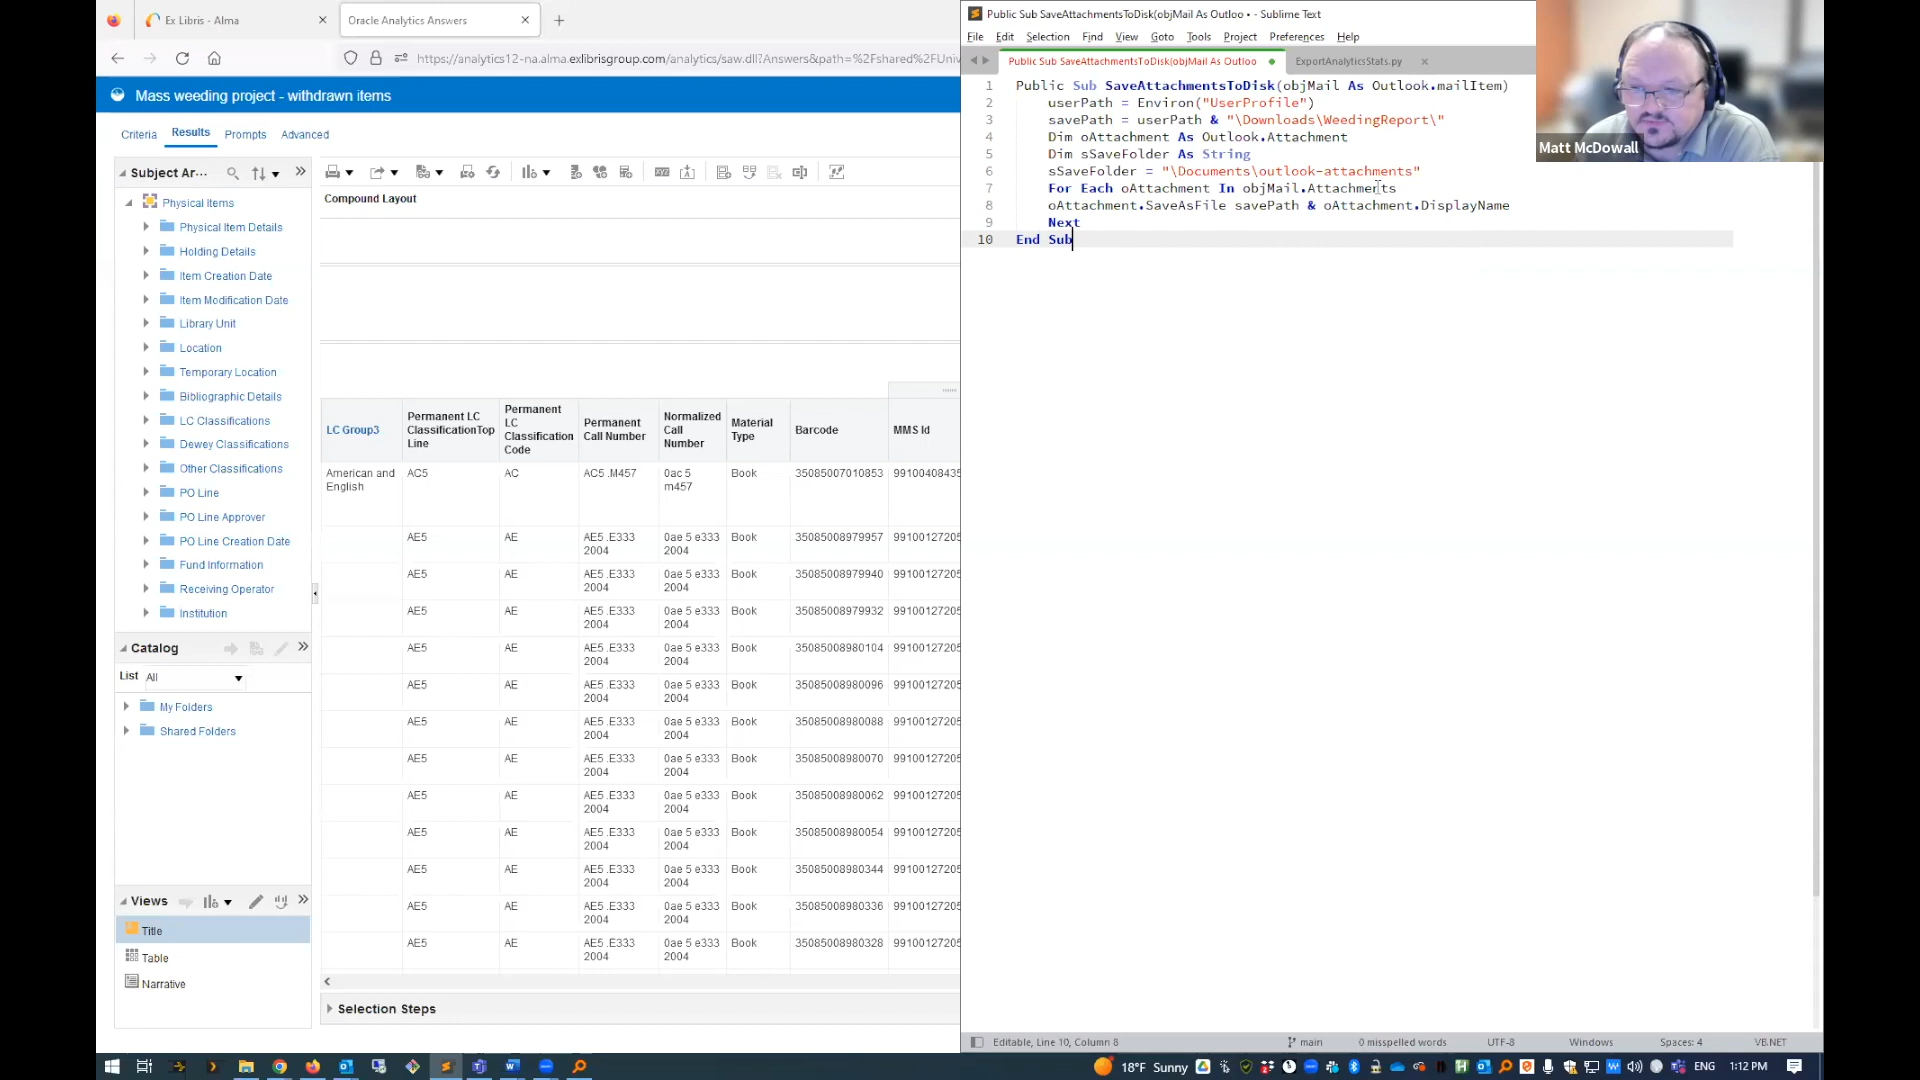 Ex Libris - Alma
Oracle Analytics Answers
https://analytics12-na.alma.exlibrisgroup.com/analytics/saw.dll?Answers&path=%2Fshared%2FUniv
Mass weeding project - withdrawn items
Criteria Results Prompts Advanced
Subject Ar...
Physical Items
Physical Item Details
Holding Details
Item Creation Date
Item Modification Date
Library Unit
Location
Temporary Location
Bibliographic Details
LC Classifications
Dewey Classifications
Other Classifications
PO Line
PO Line Approver
PO Line Creation Date
Fund Information
Receiving Operator
Institution
Catalog
List All
My Folders
Shared Folders
Views
Title
Table
Narrative
Compound Layout
LC Group3 Permanent LC ClassificationTop Line Permanent LC Classification Code Permanent Call Number Normalized Call Number Material Type Barcode MMS Id
American and English AC5 AC AC5 .M457 0ac 5 m457 Book 35085007010853 99100408435
AE5 AE AE5 .E333 2004 0ae 5 e333 2004 Book 35085008979957 99100127205
AE5 AE AE5 .E333 2004 0ae 5 e333 2004 Book 35085008979940 99100127205
AE5 AE AE5 .E333 2004 0ae 5 e333 2004 Book 35085008979932 99100127205
AE5 AE AE5 .E333 2004 0ae 5 e333 2004 Book 35085008980104 99100127205
AE5 AE AE5 .E333 2004 0ae 5 e333 2004 Book 35085008980096 99100127205
AE5 AE AE5 .E333 2004 0ae 5 e333 2004 Book 35085008980088 99100127205
AE5 AE AE5 .E333 2004 0ae 5 e333 2004 Book 35085008980070 99100127205
AE5 AE AE5 .E333 2004 0ae 5 e333 2004 Book 35085008980062 99100127205
AE5 AE AE5 .E333 2004 0ae 5 e333 2004 Book 35085008980054 99100127205
AE5 AE AE5 .E333 2004 0ae 5 e333 2004 Book 35085008980344 99100127205
AE5 AE AE5 .E333 2004 0ae 5 e333 2004 Book 35085008980336 99100127205
AE5 AE AE5 .E333 2004 0ae 5 e333 2004 Book 35085008980328 99100127205
Selection Steps
Public Sub SaveAttachmentsToDisk(objMail As Outloo • - Sublime Text
File Edit Selection Find View Goto Tools Project Preferences Help
Public Sub SaveAttachmentsToDisk(objMail As Outloo
ExportAnalyticsStats.py
1 Public Sub SaveAttachmentsToDisk(objMail As Outlook.mailItem)
2 userPath = Environ("UserProfile")
3 savePath = userPath & "\Downloads\WeedingReport\"
4 Dim oAttachment As Outlook.Attachment
5 Dim sSaveFolder As String
6 sSaveFolder = "\Documents\outlook-attachments"
7 For Each oAttachment In objMail.Attachments
8 oAttachment.SaveAsFile savePath & oAttachment.DisplayName
9 Next
10 End Sub
Matt McDowall
Editable, Line 10, Column 8 main 0 misspelled words UTF-8 Windows Spaces: 4 VB.NET
18°F Sunny ENG 1:12 PM